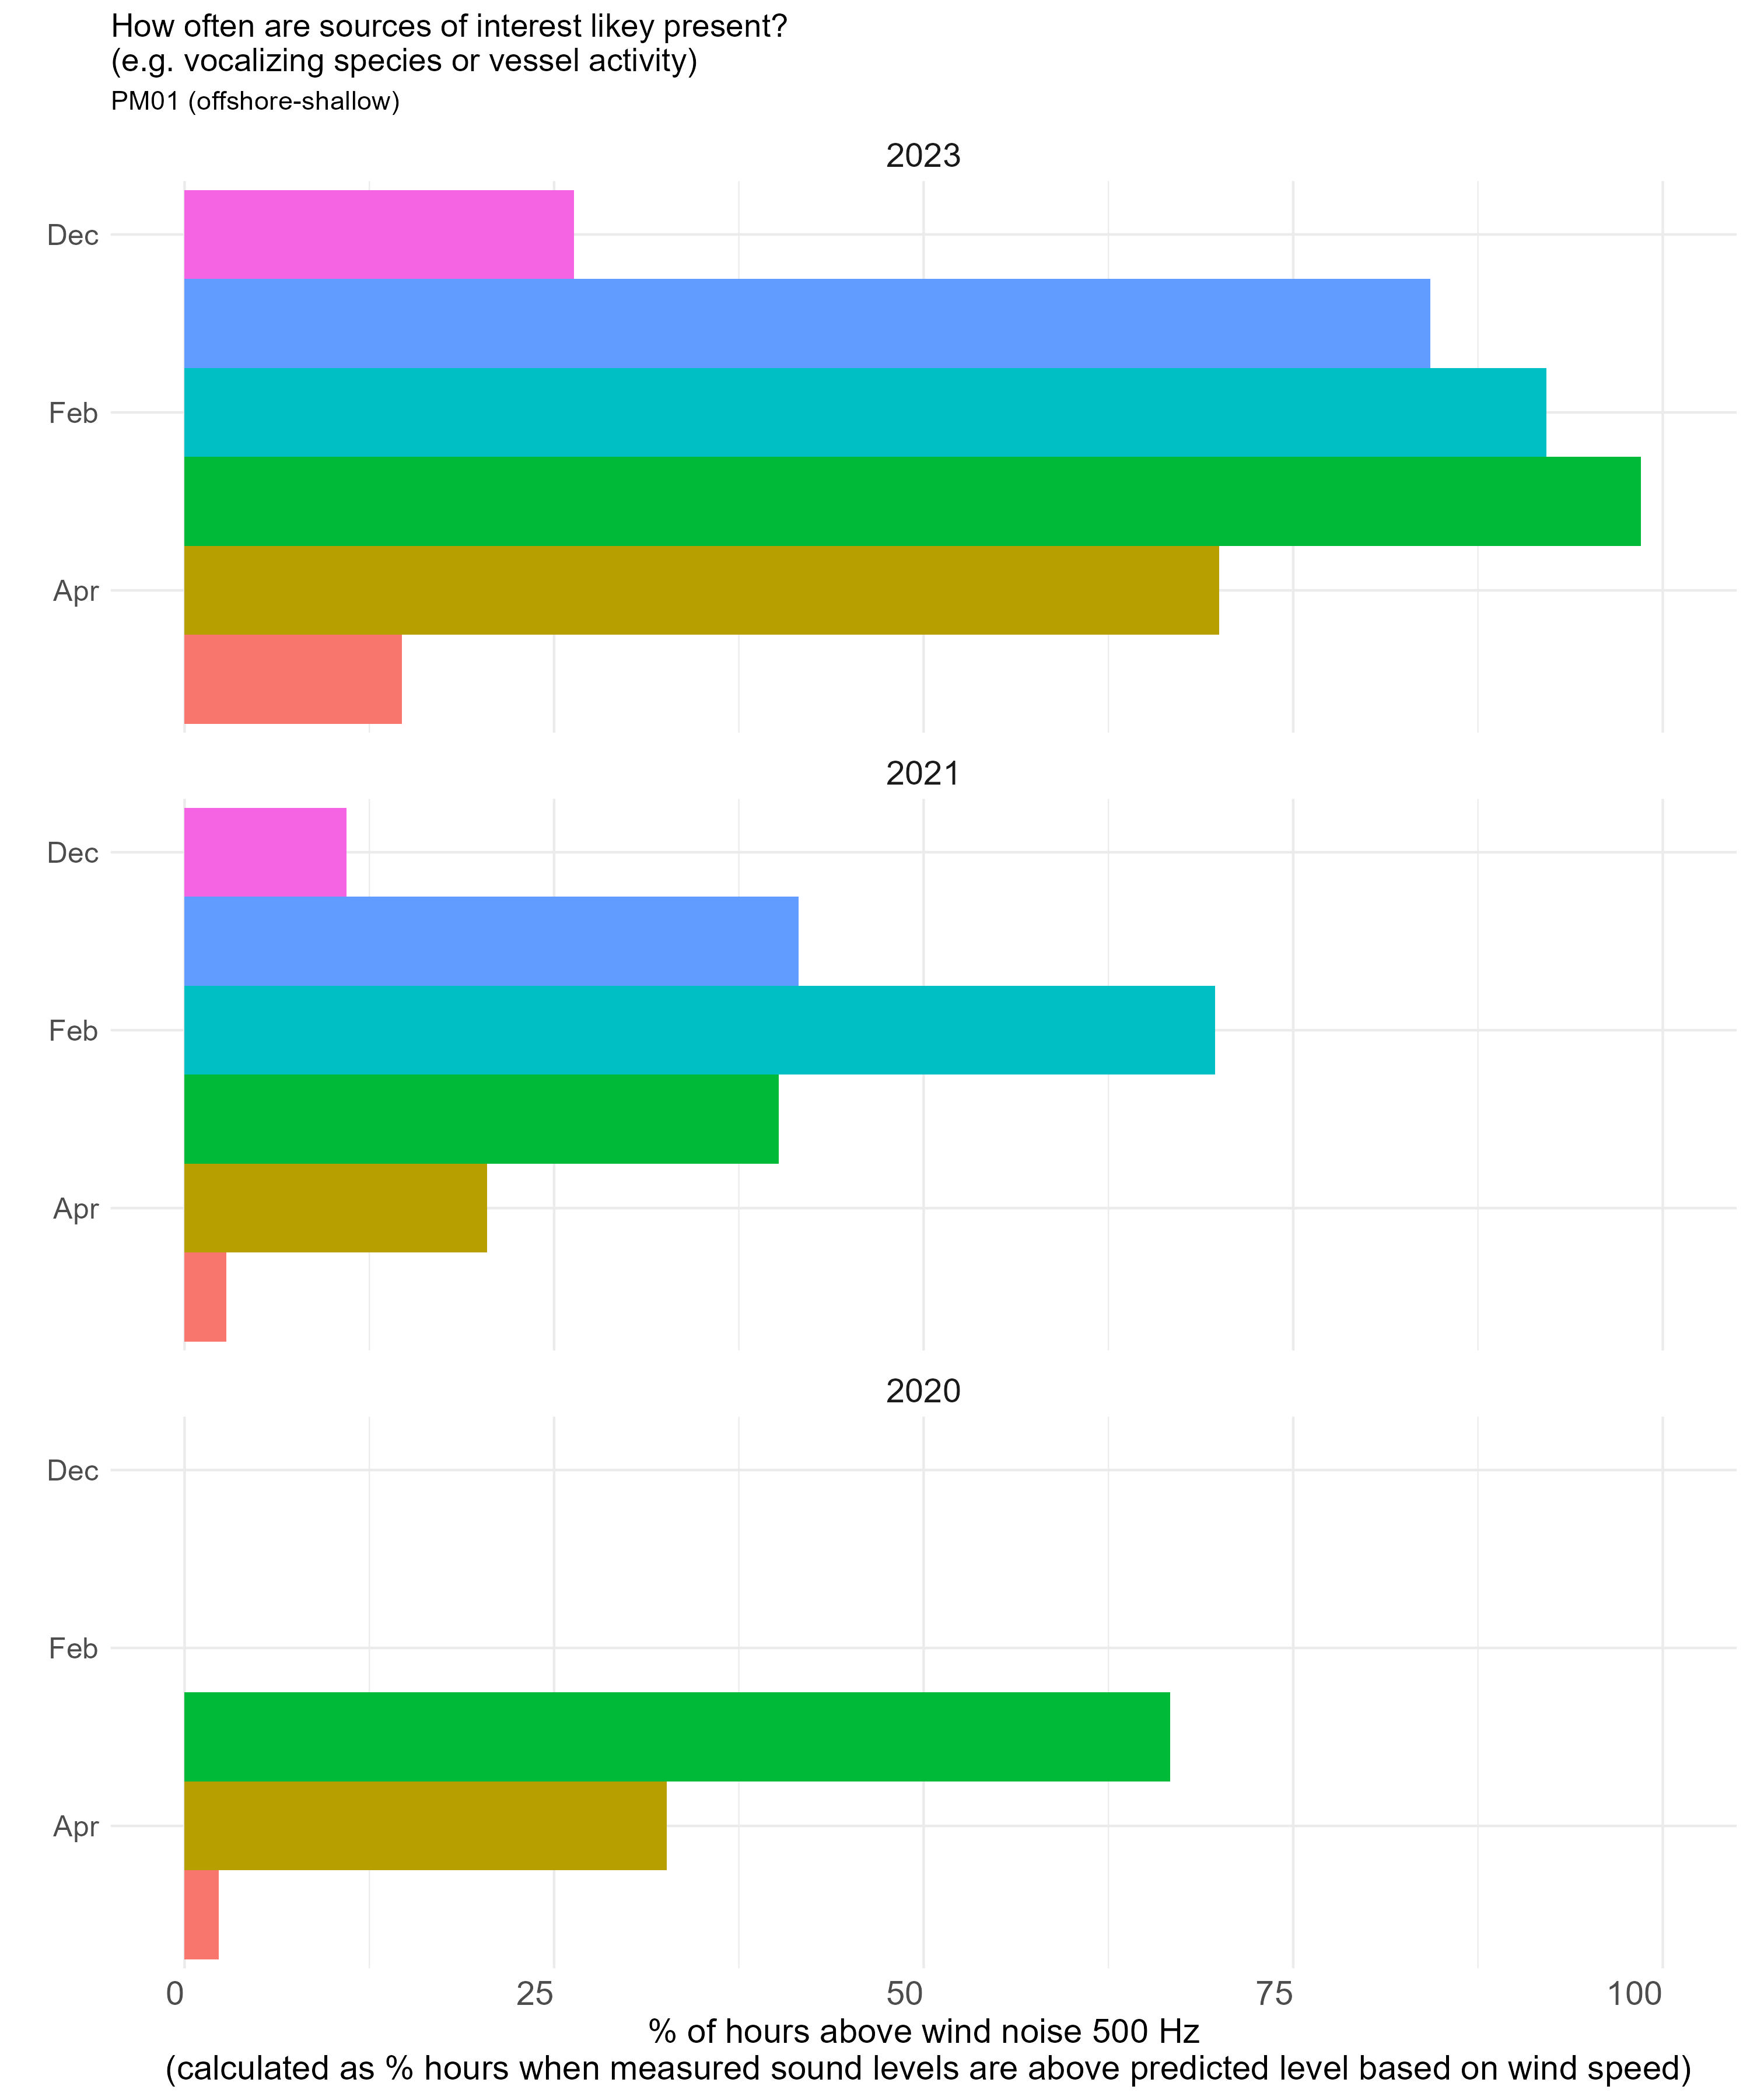 How often are sources of interest likey present?
(e.g. vocalizing species or vessel activity)
PM01 (offshore-shallow)
2023
Dec
Feb
Apr
2021
Dec
Feb
Apr
2020
Dec
Feb
Apr
0 25 50 75 100
% of hours above wind noise 500 Hz
(calculated as % hours when measured sound levels are above predicted level based on wind speed)